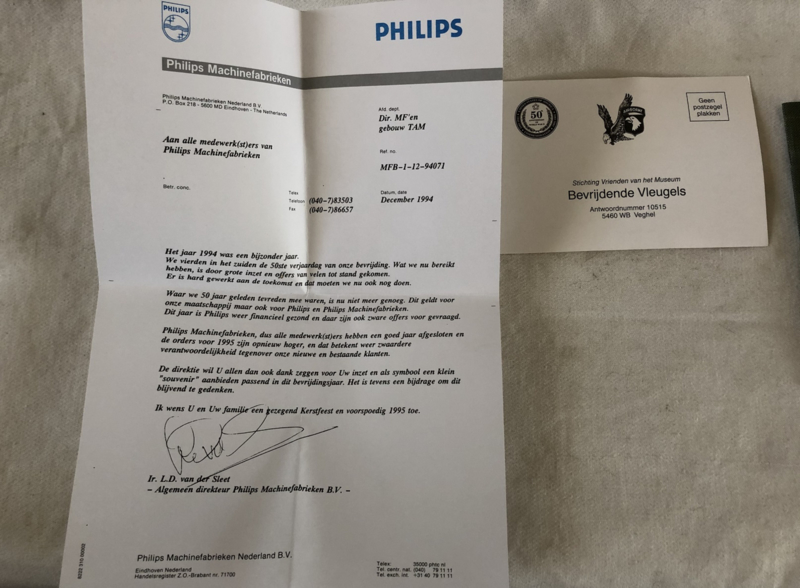 PHILIPS
PHILIPS
Philips Machinefabrieken
Philips Machinefabrieken Nederland B.V.
P.O. Box 218 - 5600 MD Eindhoven - The Netherlands
Afd. dept.
Dir. MF'en
gebouw TAM
Aan alle medewerk(st)ers van
Philips Machinefabrieken
Ref. no.
MFB-1-12-94071
Betr. conc.
Telex
Telefoon (040-7)83503
Fax (040-7)86657
Datum, date
December 1994
Het jaar 1994 was een bijzonder jaar.
We vierden in het zuiden de 50ste verjaardag van onze bevrijding. Wat we nu bereikt
hebben, is door grote inzet en offers van velen tot stand gekomen.
Er is hard gewerkt aan de toekomst en dat moeten we nu ook nog doen.
Waar we 50 jaar geleden tevreden mee waren, is nu niet meer genoeg. Dit geldt voor
onze maatschappij maar ook voor Philips en Philips Machinefabrieken.
Dit jaar is Philips weer financieel gezond en daar zijn ook zware offers voor gevraagd.
Philips Machinefabrieken, dus alle medewerk(st)ers hebben een goed jaar afgesloten en
de orders voor 1995 zijn opnieuw hoger, en dat betekent weer zwaardere
verantwoordelijkheid tegenover onze nieuwe en bestaande klanten.
De direktie wil U allen dan ook dank zeggen voor Uw inzet en als symbool een klein
"souvenir" aanbieden passend in dit bevrijdingsjaar. Het is tevens een bijdrage om dit
blijvend te gedenken.
Ik wens U en Uw familie een gezegend Kerstfeest en voorspoedig 1995 toe.
Ir. L.D. van der Sleet
- Algemeen direkteur Philips Machinefabrieken B.V. -
Philips Machinefabrieken Nederland B.V.
Eindhoven Nederland
Handelsregister Z.O.-Brabant nr. 71700
Telex: 35000 phtc nl
Tel. centr. nat. (040) 79 11 11
Tel. exch. int. +31 40 79 11 11
50
Geen
postzegel
plakken
Stichting Vrienden van het Museum
Bevrijdende Vleugels
Antwoordnummer 10515
5460 WB Veghel